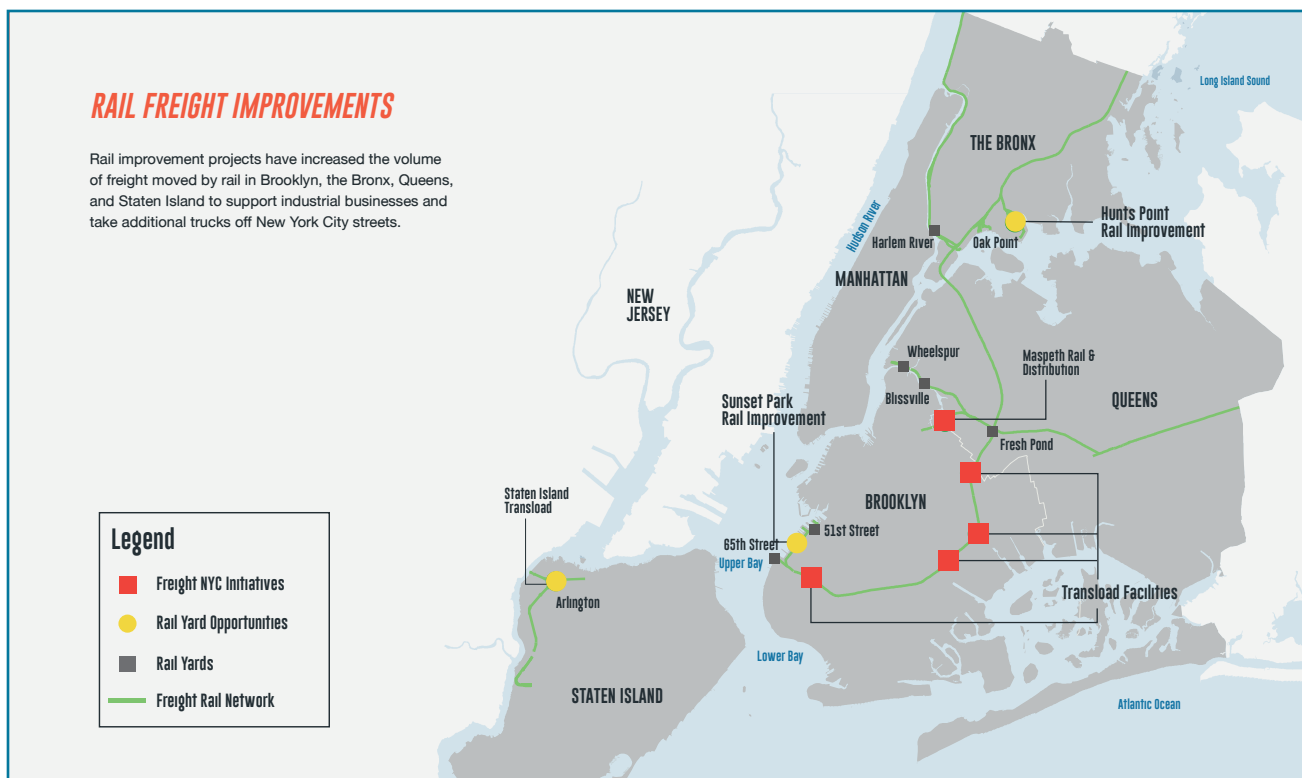 RAIL FREIGHT IMPROVEMENTS
Rail improvement projects have increased the volume
of freight moved by rail in Brooklyn, the Bronx, Queens,
and Staten Island to support industrial businesses and
take additional trucks off New York City streets.
Long Island Sound
THE BRONX
Hudson River
Hunts Point
Rail Improvement
Harlem River
Oak Point
MANHATTAN
NEW
JERSEY
Wheelspur
Maspeth Rail &
Distribution
Blissville
QUEENS
Sunset Park
Rail Improvement
Fresh Pond
Staten Island
Transload
BROOKLYN
51st Street
65th Street
Upper Bay
Transload Facilities
Arlington
Lower Bay
STATEN ISLAND
Atlantic Ocean
Legend
Freight NYC Initiatives
Rail Yard Opportunities
Rail Yards
Freight Rail Network